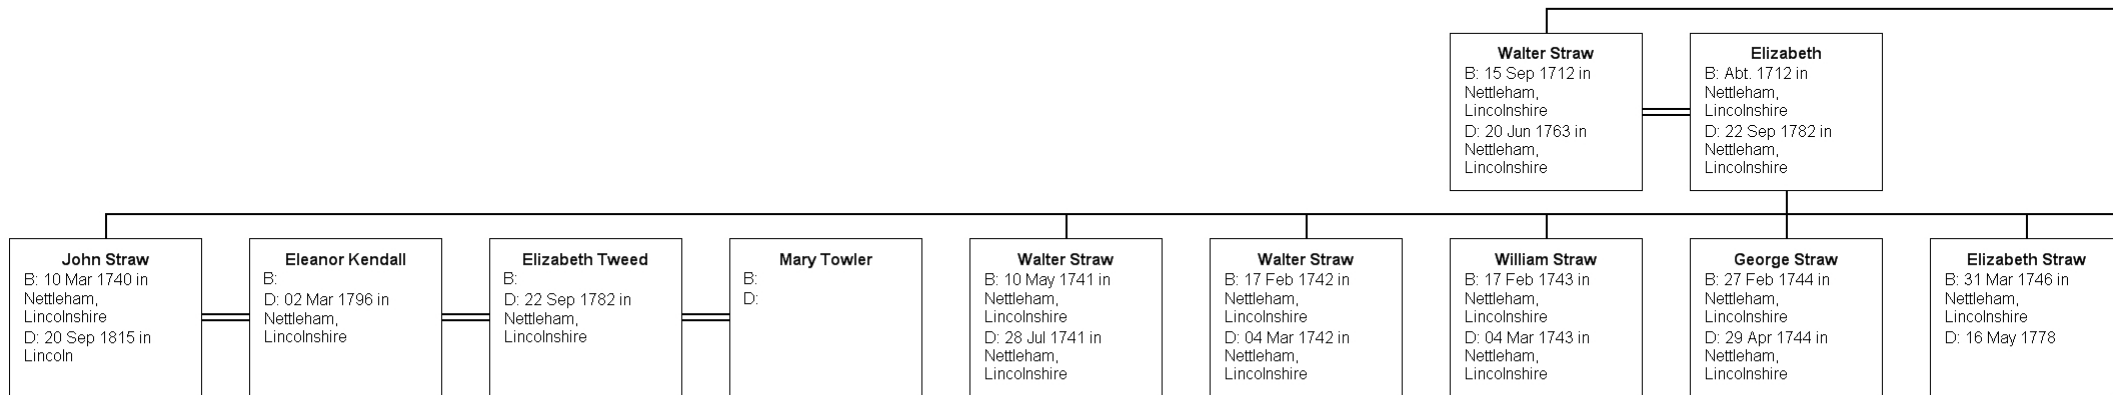 Walter Straw
B: 15 Sep 1712 in
Nettleham,
Lincolnshire
D: 20 Jun 1763 in
Nettleham,
Lincolnshire
Elizabeth
B: Abt. 1712 in
Nettleham,
Lincolnshire
D: 22 Sep 1782 in
Nettleham,
Lincolnshire
John Straw
B: 10 Mar 1740 in
Nettleham,
Lincolnshire
D: 20 Sep 1815 in
Lincoln
Eleanor Kendall
B:
D: 02 Mar 1796 in
Nettleham,
Lincolnshire
Elizabeth Tweed
B:
D: 22 Sep 1782 in
Nettleham,
Lincolnshire
Mary Towler
B:
D:
Walter Straw
B: 10 May 1741 in
Nettleham,
Lincolnshire
D: 28 Jul 1741 in
Nettleham,
Lincolnshire
Walter Straw
B: 17 Feb 1742 in
Nettleham,
Lincolnshire
D: 04 Mar 1742 in
Nettleham,
Lincolnshire
William Straw
B: 17 Feb 1743 in
Nettleham,
Lincolnshire
D: 04 Mar 1743 in
Nettleham,
Lincolnshire
George Straw
B: 27 Feb 1744 in
Nettleham,
Lincolnshire
D: 29 Apr 1744 in
Nettleham,
Lincolnshire
Elizabeth Straw
B: 31 Mar 1746 in
Nettleham,
Lincolnshire
D: 16 May 1778